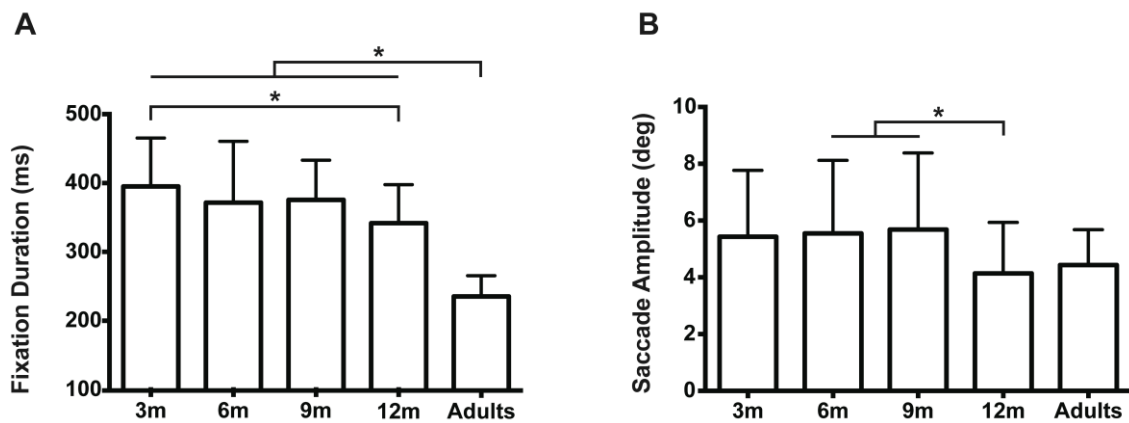 A
*
*
Fixation Duration (ms)
500
400
300
200
100
3m 6m 9m 12m Adults
B
*
Saccade Amplitude (deg)
10
8
6
4
2
0
3m 6m 9m 12m Adults